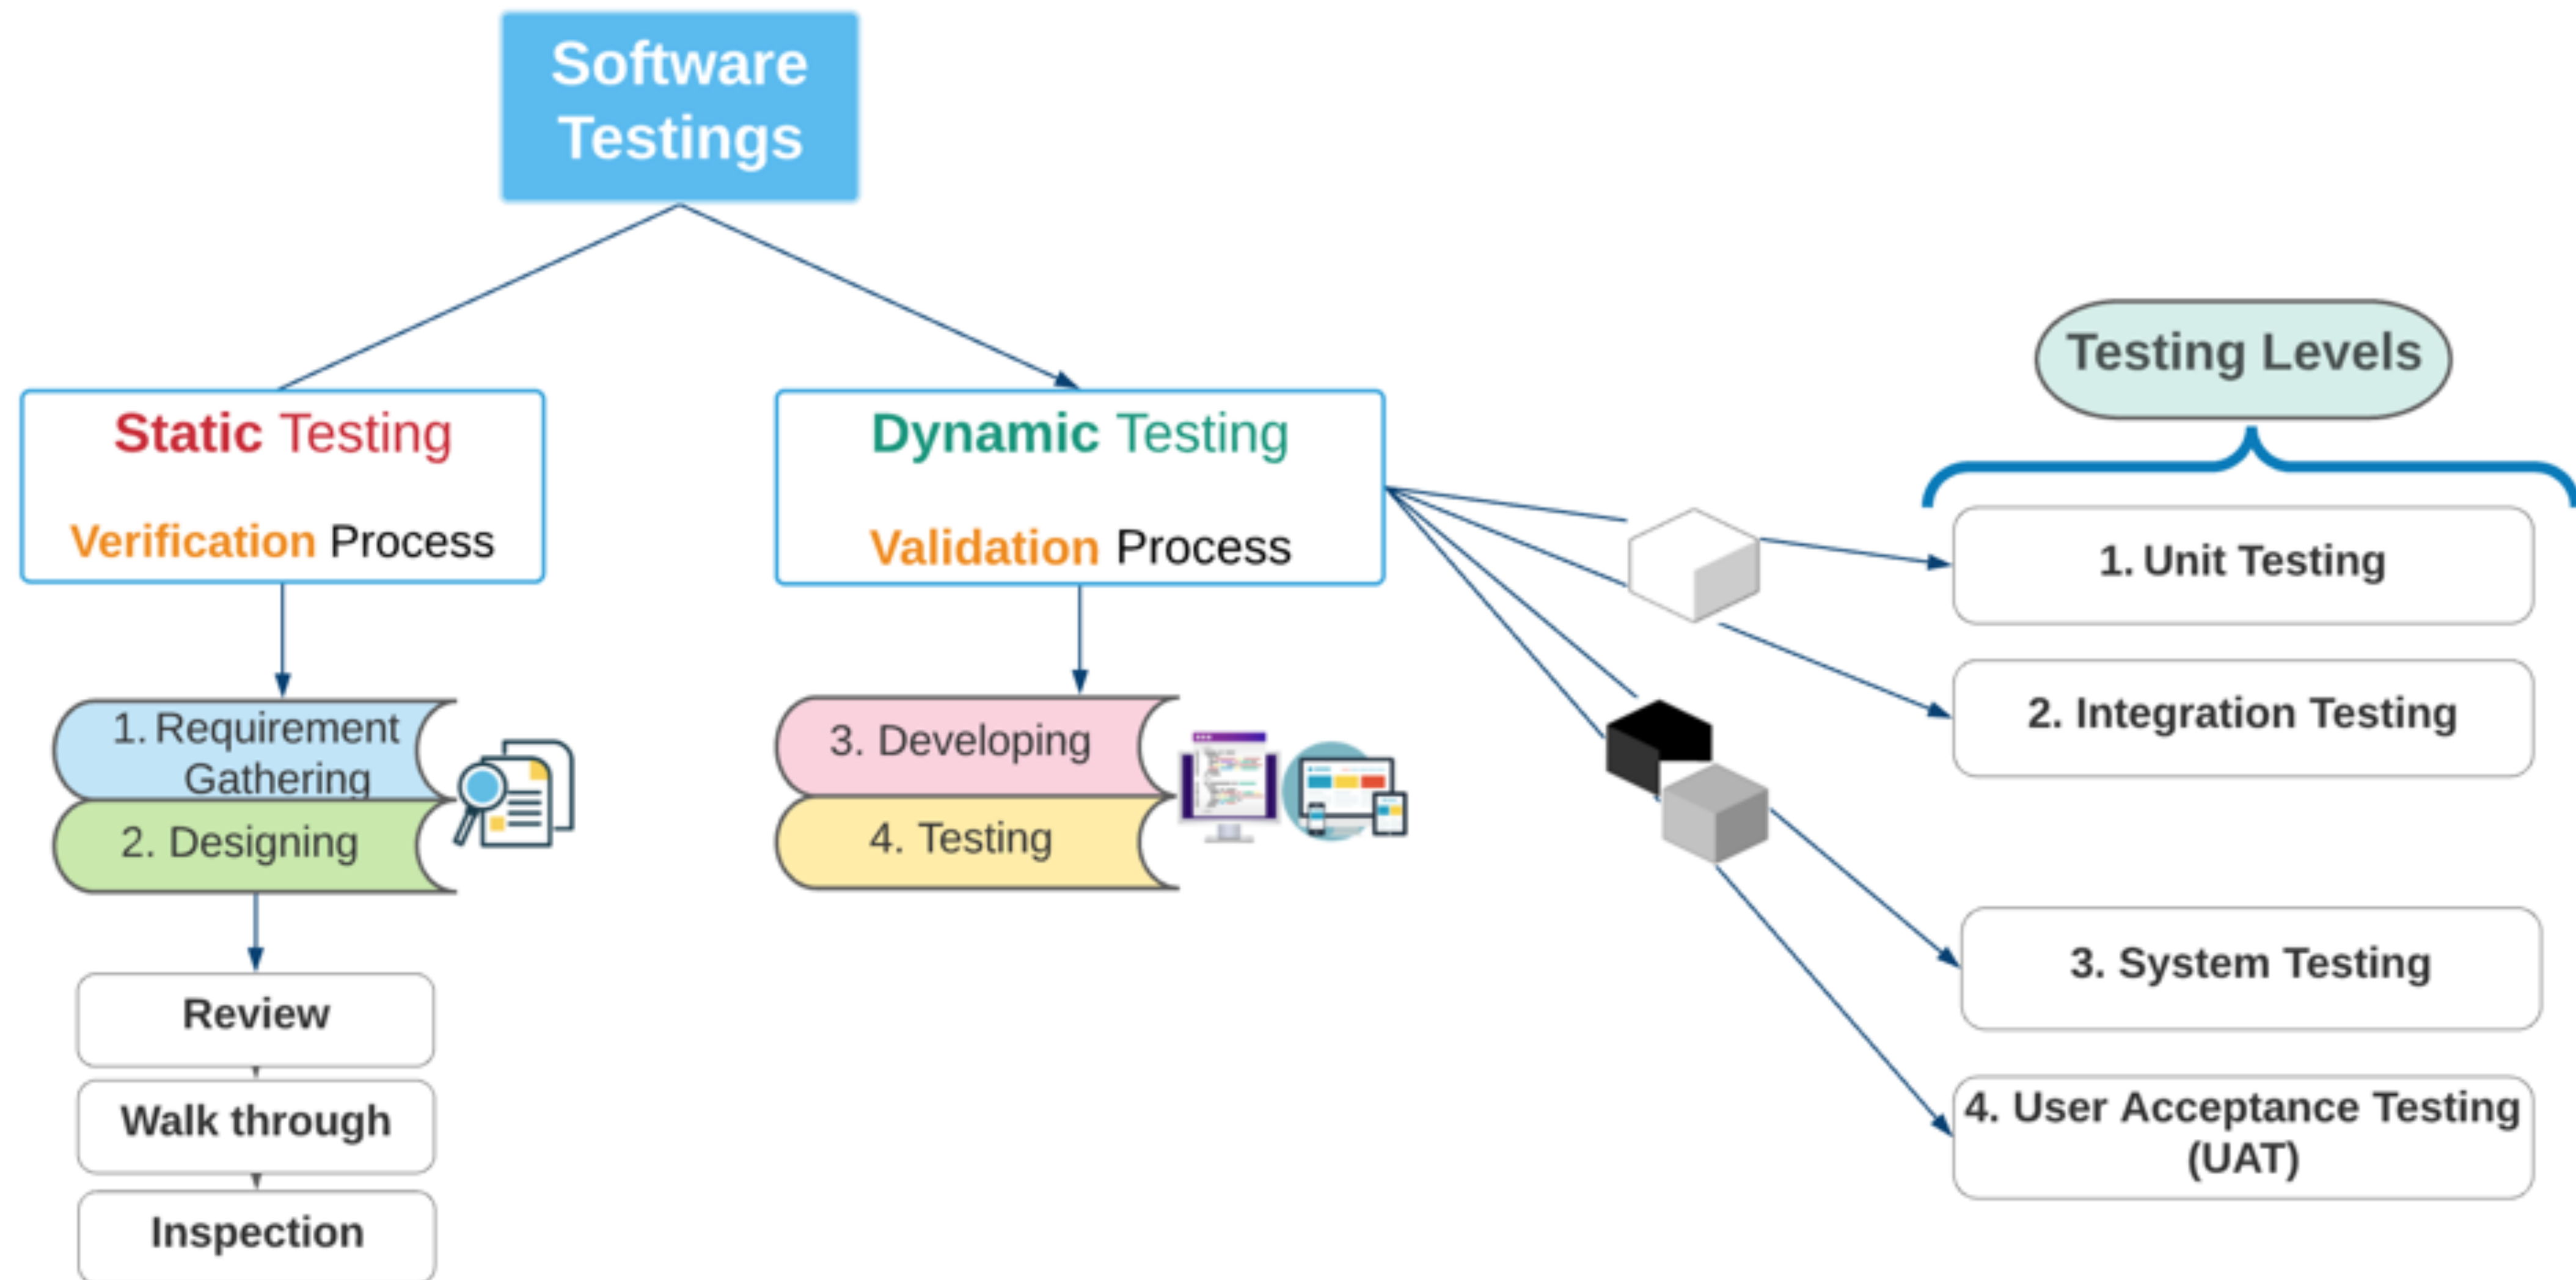 Software
Testings
Static Testing
Verification Process
Dynamic Testing
Validation Process
Testing Levels
1. Requirement
Gathering
2. Designing
3. Developing
4. Testing
Review
Walk through
Inspection
1. Unit Testing
2. Integration Testing
3. System Testing
4. User Acceptance Testing
(UAT)